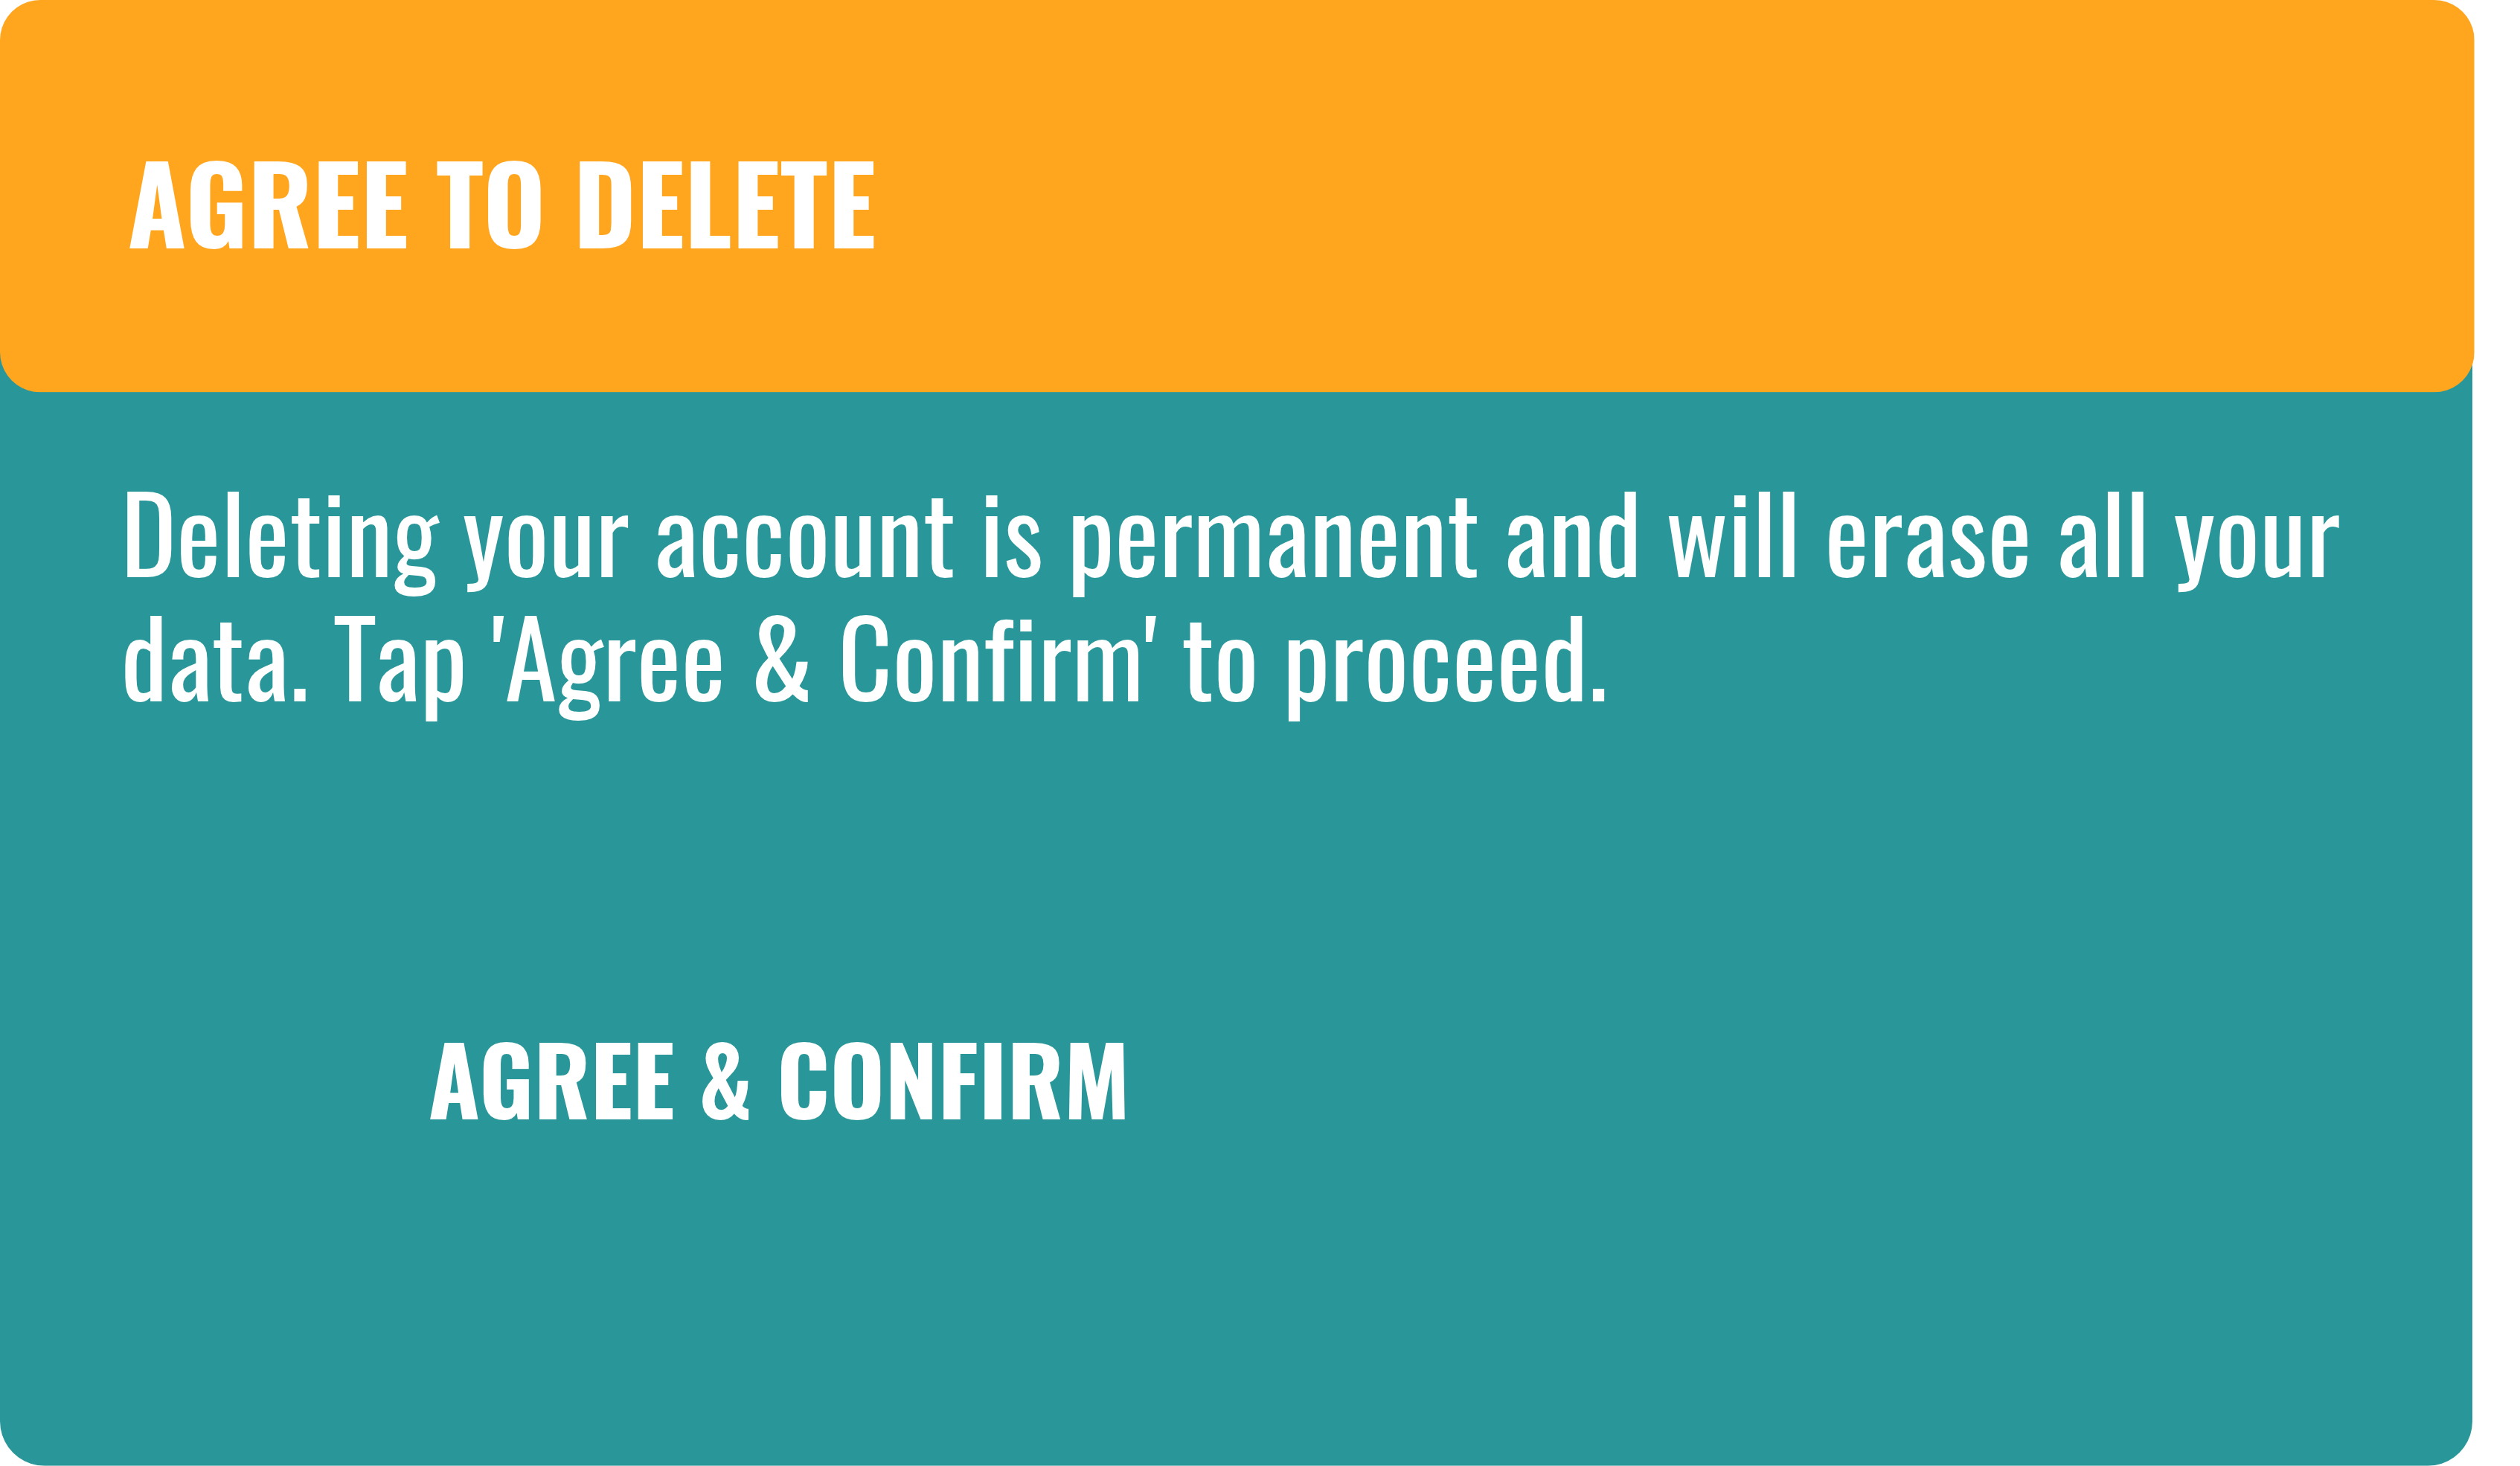 AGREE TO DELETE
Deleting your account is permanent and will erase all your
data. Tap 'Agree & Confirm' to proceed.
AGREE & CONFIRM